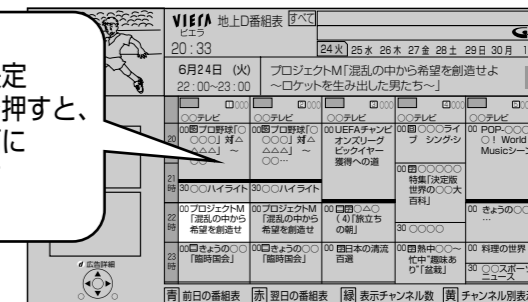 定
押すと、
に
VIErA 地上D番組表 すべて
ビエラ
20:33
24火 25水 26木 27金 28土 29日 30月 1
6月24日 (火)
22:00~23:00
プロジェクトM「混乱の中から希望を創造せよ
～ロケットを生み出した男たち～」
○○テレビ ○○テレビ ○○テレビ ○○テレビ ○○テレビ
20
00 プロ野球「○○○○」対△△△△」 ～○○…
00 プロ野球「○○○○」対△△△△」 ～○○…
00 UEFAチャンピオンズリーグ ビックイヤー獲得への道
00 ○○○○ライブ シング・シ
00 POP-○○○○! World Musicシーン
21時
30 ○○ハイライト
30 ○○ハイライト
00 ○○○○○特集「決定版 世界の○○大百科」
22時
00 プロジェクトM「混乱の中から希望を創造せ
00 プロジェクトM「混乱の中から希望を創造せ
00 ○△○(4)「旅立ちの朝」
30 ○○○○
00 きょうの○○…
23時
00 きょうの○○「臨時国会」
00 きょうの○○「臨時国会」
00 日本の清流百選
00 熱中○○～忙中“趣味あり”「盆栽」
00 料理の世界
30 ○○スポーツニュース
d 広告詳細
青 前日の番組表 赤 翌日の番組表 緑 表示チャンネル数 黄 チャンネル別表